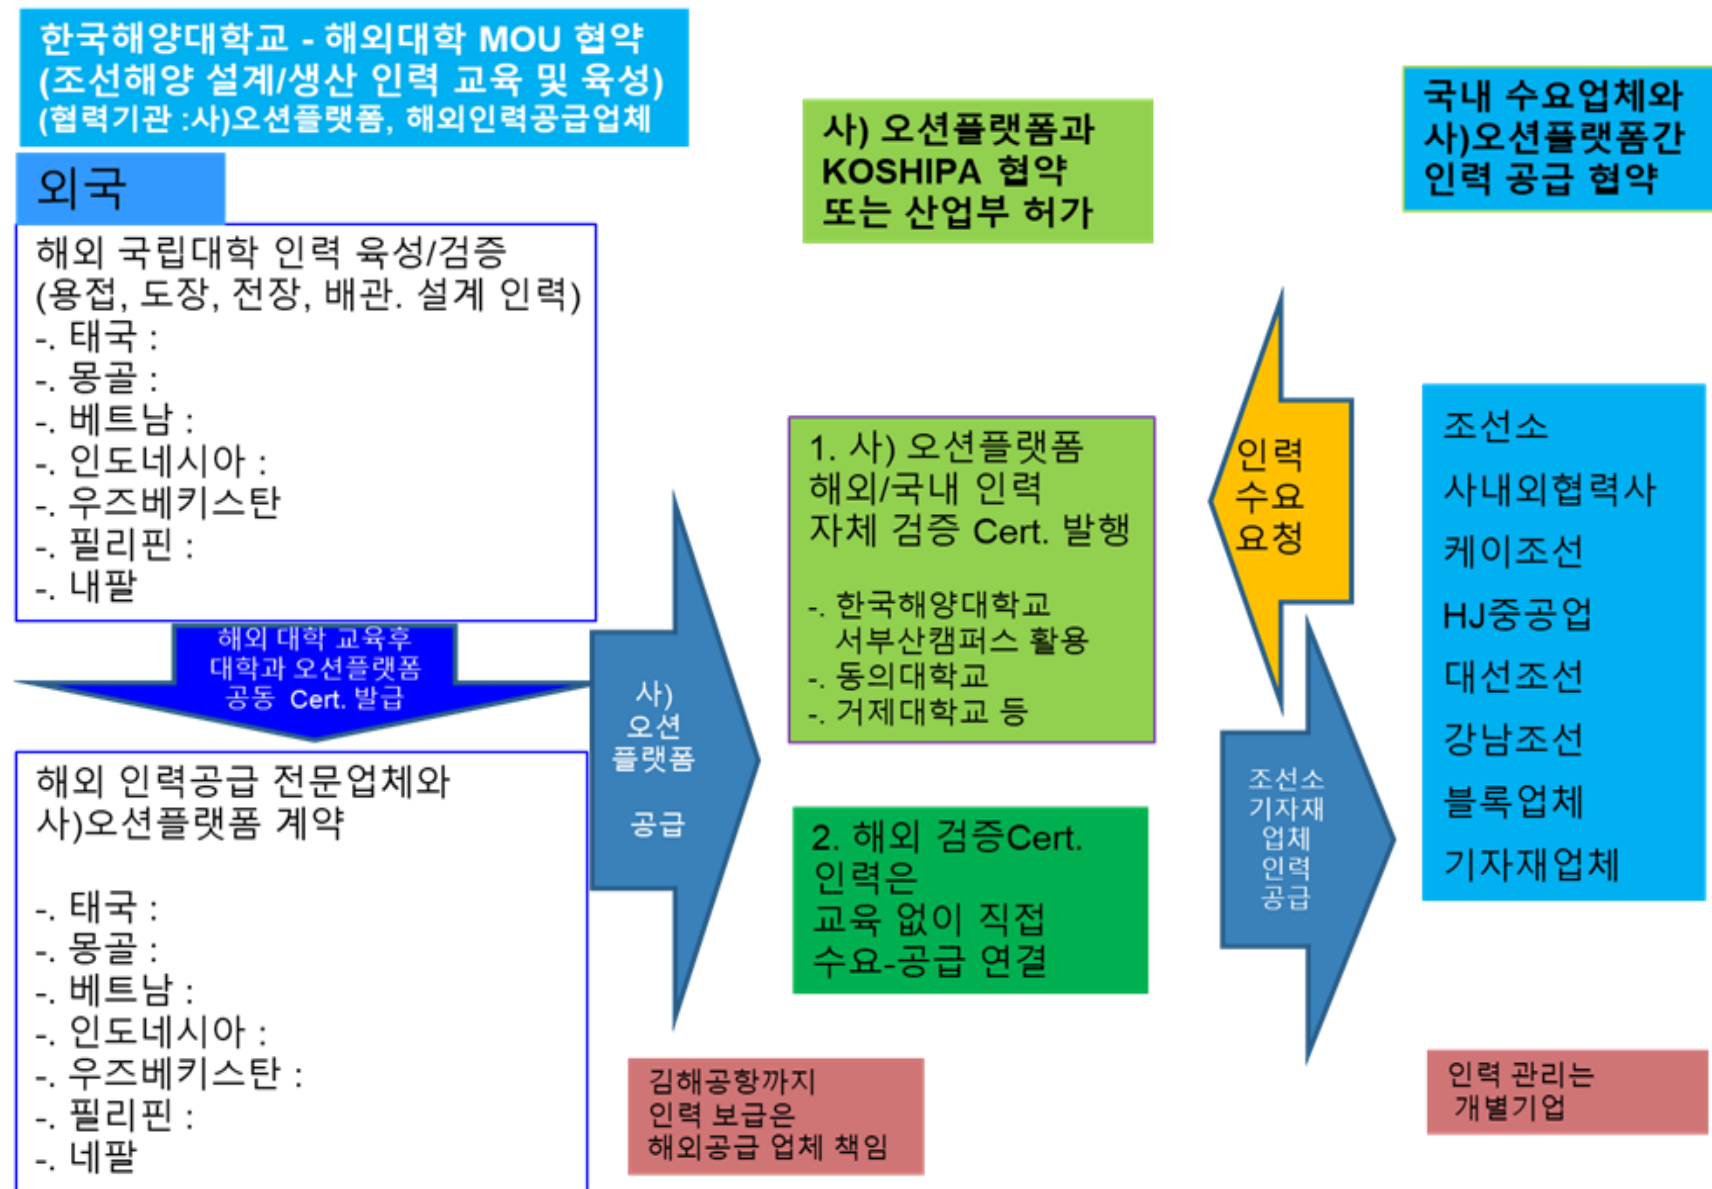 한국해양대학교 - 해외대학 MOU 협약
(조선해양 설계/생산 인력 교육 및 육성)
(협력기관 :사)오션플랫폼, 해외인력공급업체
외국
해외 국립대학 인력 육성/검증
(용접, 도장, 전장, 배관. 설계 인력)
-. 태국 :
-. 몽골 :
-. 베트남 :
-. 인도네시아 :
-. 우즈베키스탄
-. 필리핀 :
-. 내팔
해외 대학 교육후
대학과 오션플랫폼
공동 Cert. 발급
해외 인력공급 전문업체와
사)오션플랫폼 계약
-. 태국 :
-. 몽골 :
-. 베트남 :
-. 인도네시아 :
-. 우즈베키스탄 :
-. 필리핀 :
-. 네팔
사)
오션
플랫폼
공급
사) 오션플랫폼과
KOSHIPA 협약
또는 산업부 허가
1. 사) 오션플랫폼
해외/국내 인력
자체 검증 Cert. 발행
-. 한국해양대학교
서부산캠퍼스 활용
-. 동의대학교
-. 거제대학교 등
2. 해외 검증Cert.
인력은
교육 없이 직접
수요-공급 연결
김해공항까지
인력 보급은
해외공급 업체 책임
인력
수요
요청
조선소
기자재
업체
인력
공급
국내 수요업체와
사)오션플랫폼간
인력 공급 협약
조선소
사내외협력사
케이조선
HJ중공업
대선조선
강남조선
블록업체
기자재업체
인력 관리는
개별기업